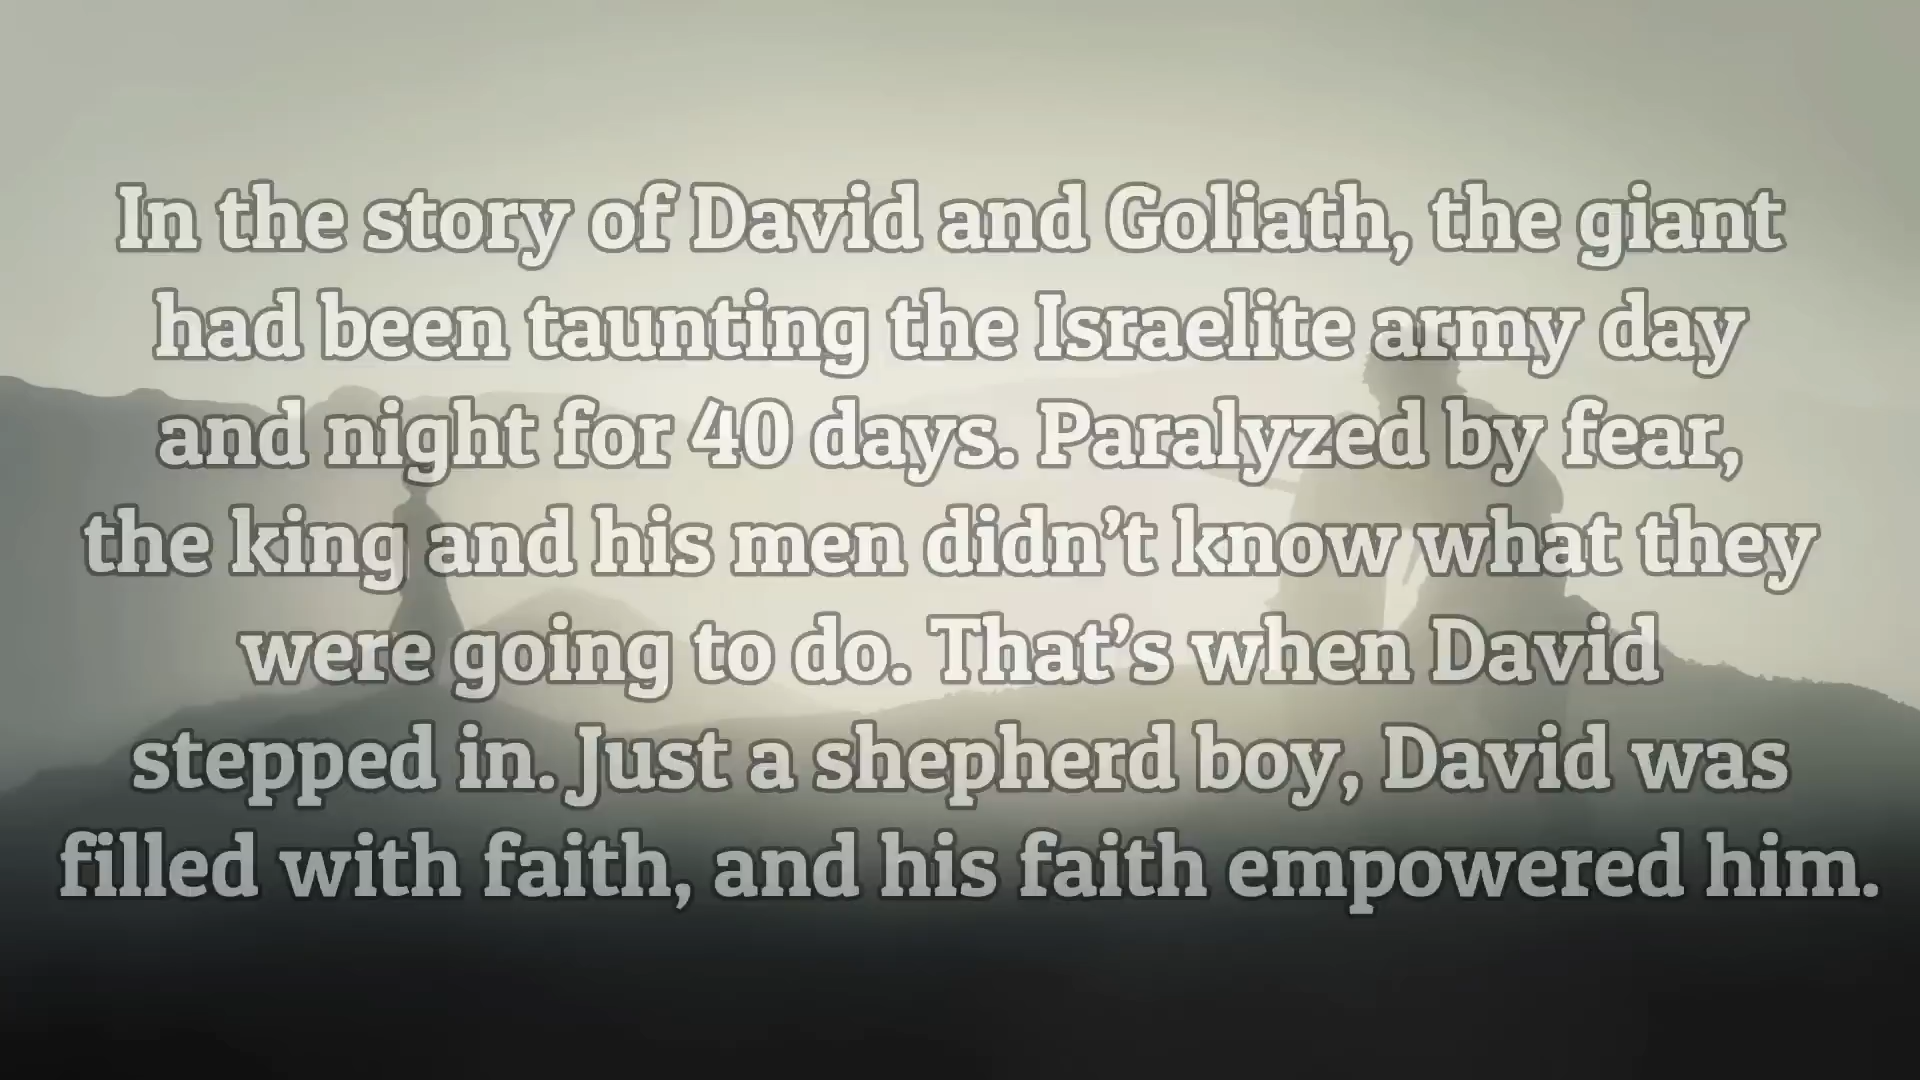 In the story of David and Goliath, the giant
had been taunting the Israelite army day
and night for 40 days. Paralyzed by fear,
the king and his men didn’t know what they
were going to do. That’s when David
stepped in. Just a shepherd boy, David was
filled with faith, and his faith empowered him.